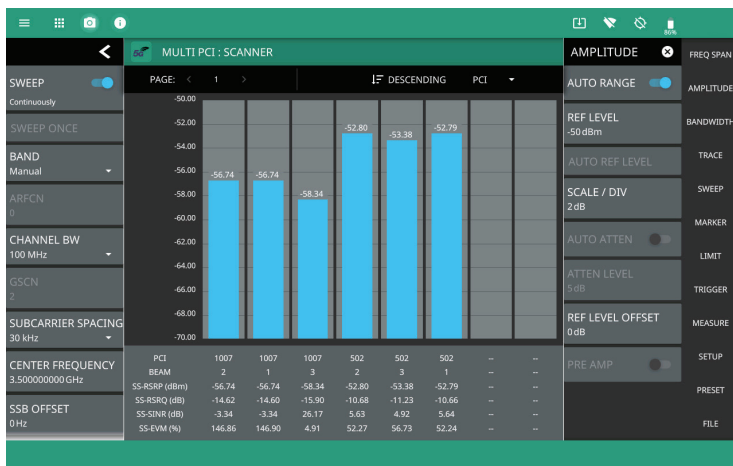 86%
5G
MULTI PCI : SCANNER
AMPLITUDE
FREQ SPAN
SWEEP
Continuously
SWEEP ONCE
BAND
Manual
ARFCN
0
CHANNEL BW
100 MHz
GSCN
2
SUBCARRIER SPACING
30 kHz
CENTER FREQUENCY
3.500000000 GHz
SSB OFFSET
0 Hz
PAGE: < 1 > DESCENDING PCI
-50.00
-52.00
-54.00
-56.00
-58.00
-60.00
-62.00
-64.00
-66.00
-68.00
-70.00
-56.74 -56.74 -58.34 -52.80 -53.38 -52.79
PCI 1007 1007 1007 502 502 502 -- --
BEAM 2 1 3 2 3 1 -- --
SS-RSRP (dBm) -56.74 -56.74 -58.34 -52.80 -53.38 -52.79 -- --
SS-RSRQ (dB) -14.62 -14.60 -15.90 -10.68 -11.23 -10.66 -- --
SS-SINR (dB) -3.34 -3.34 26.17 5.63 4.92 5.64 -- --
SS-EVM (%) 146.86 146.90 4.91 52.27 56.73 52.24 -- --
AUTO RANGE
REF LEVEL
-50 dBm
AUTO REF LEVEL
SCALE / DIV
2 dB
AUTO ATTEN
ATTEN LEVEL
5 dB
REF LEVEL OFFSET
0 dB
PRE AMP
AMPLITUDE
BANDWIDTH
TRACE
SWEEP
MARKER
LIMIT
TRIGGER
MEASURE
SETUP
PRESET
FILE